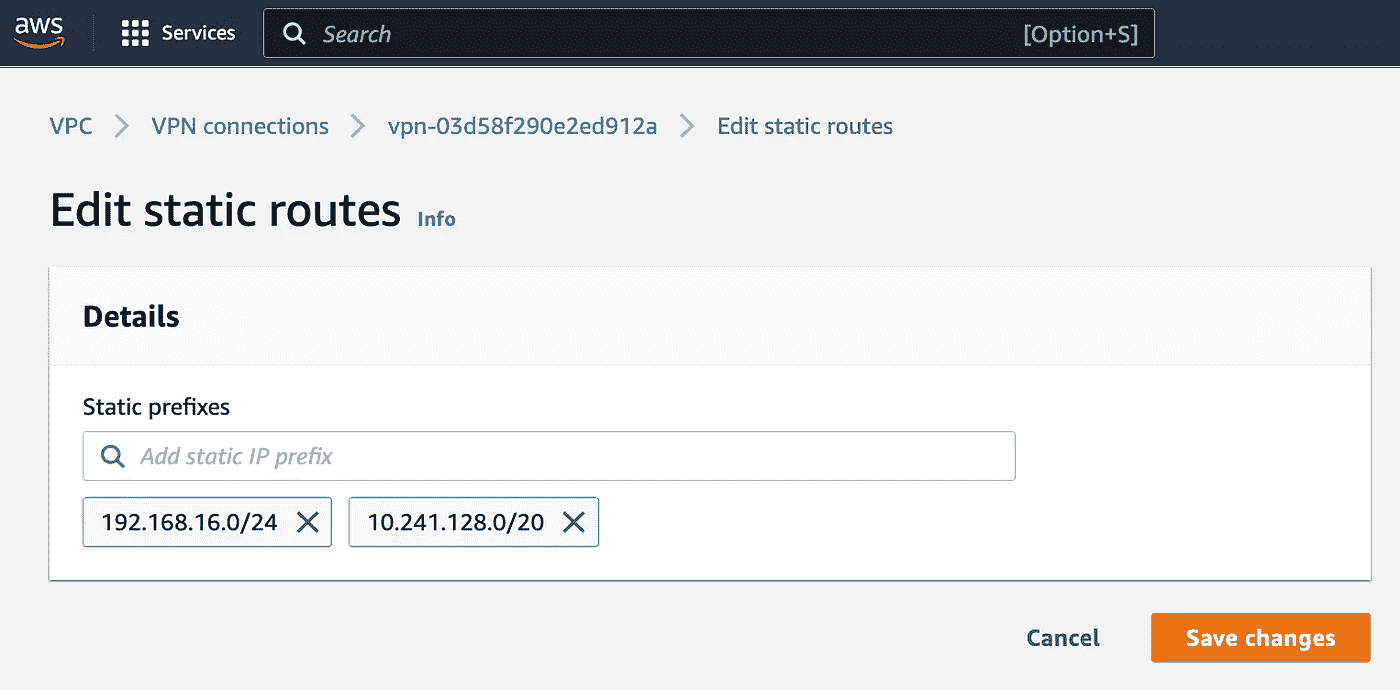 aws Services Search [Option+S]
VPC > VPN connections > vpn-03d58f290e2ed912a > Edit static routes
Edit static routes Info
Details
Static prefixes
Add static IP prefix
192.168.16.0/24 10.241.128.0/20
Cancel Save changes